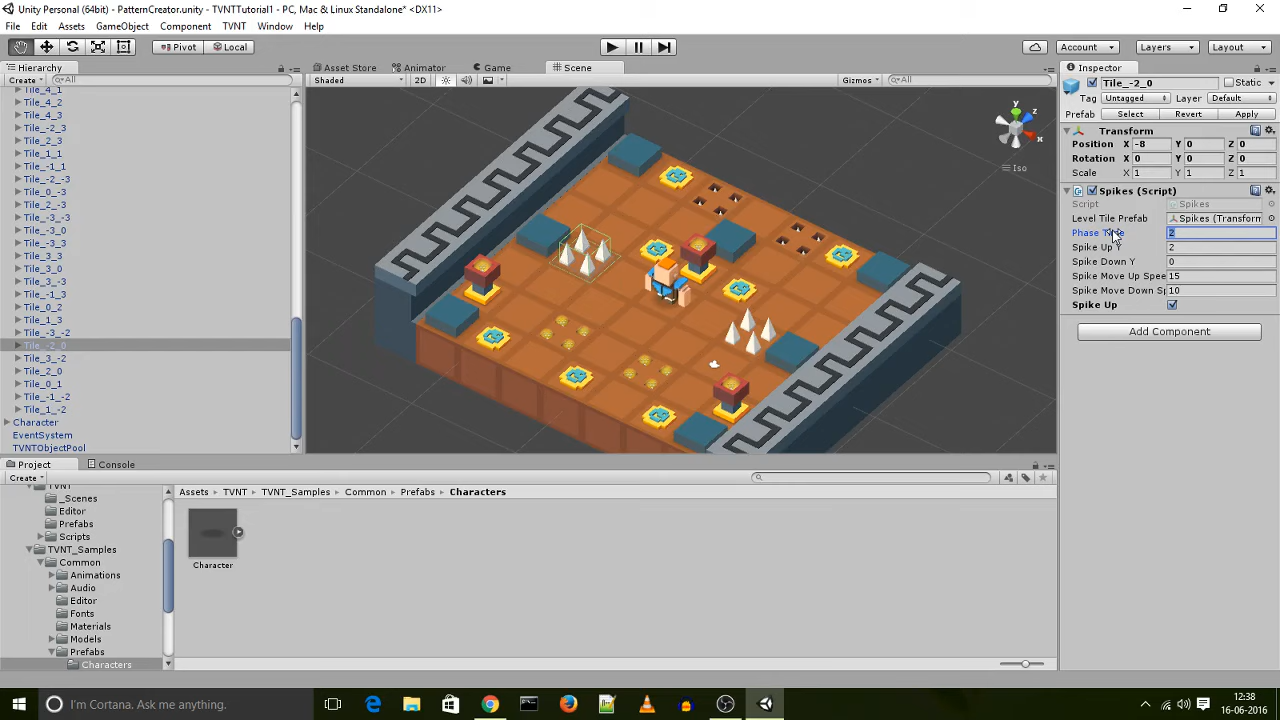 Unity Personal (64bit) - PatternCreator.unity - TVNTTutorial1 - PC, Mac & Linux Standalone* <DX11>
File Edit Assets GameObject Component TVNT Window Help
Pivot Local Account Layers Layout
Hierarchy Asset Store Animator Game Scene Inspector
Create All Shaded 2D Gizmos All Tile_-2_0 Static
Tile_4_1
Tile_4_2
Tile_4_3
Tile_-2_3
Tile_2_3
Tile_1_1
Tile_-1_1
Tile_-2_-3
Tile_0_-3
Tile_2_-3
Tile_-3_-3
Tile_-3_0
Tile_-3_3
Tile_3_3
Tile_3_0
Tile_3_-3
Tile_-1_3
Tile_0_2
Tile_1_3
Tile_-3_-2
Tile_-2_0
Tile_3_-2
Tile_2_0
Tile_0_1
Tile_-1_-2
Tile_1_-2
Character
EventSystem
TVNTObjectPool
y
z
x
Iso
Tag Untagged Layer Default
Prefab Select Revert Apply
Transform
Position X -8 Y 0 Z 0
Rotation X 0 Y 0 Z 0
Scale X 1 Y 1 Z 1
Spikes (Script)
Script Spikes
Level Tile Prefab Spikes (Transform
Phase Time 2
Spike Up Y 2
Spike Down Y 0
Spike Move Up Spee 15
Spike Move Down Sp 10
Spike Up
Add Component
Project Console
Create
TVNT
_Scenes
Editor
Prefabs
Scripts
TVNT_Samples
Common
Animations
Audio
Editor
Fonts
Materials
Models
Prefabs
Characters
Assets TVNT TVNT_Samples Common Prefabs Characters
Character
I'm Cortana. Ask me anything.
12:38
16-06-2016